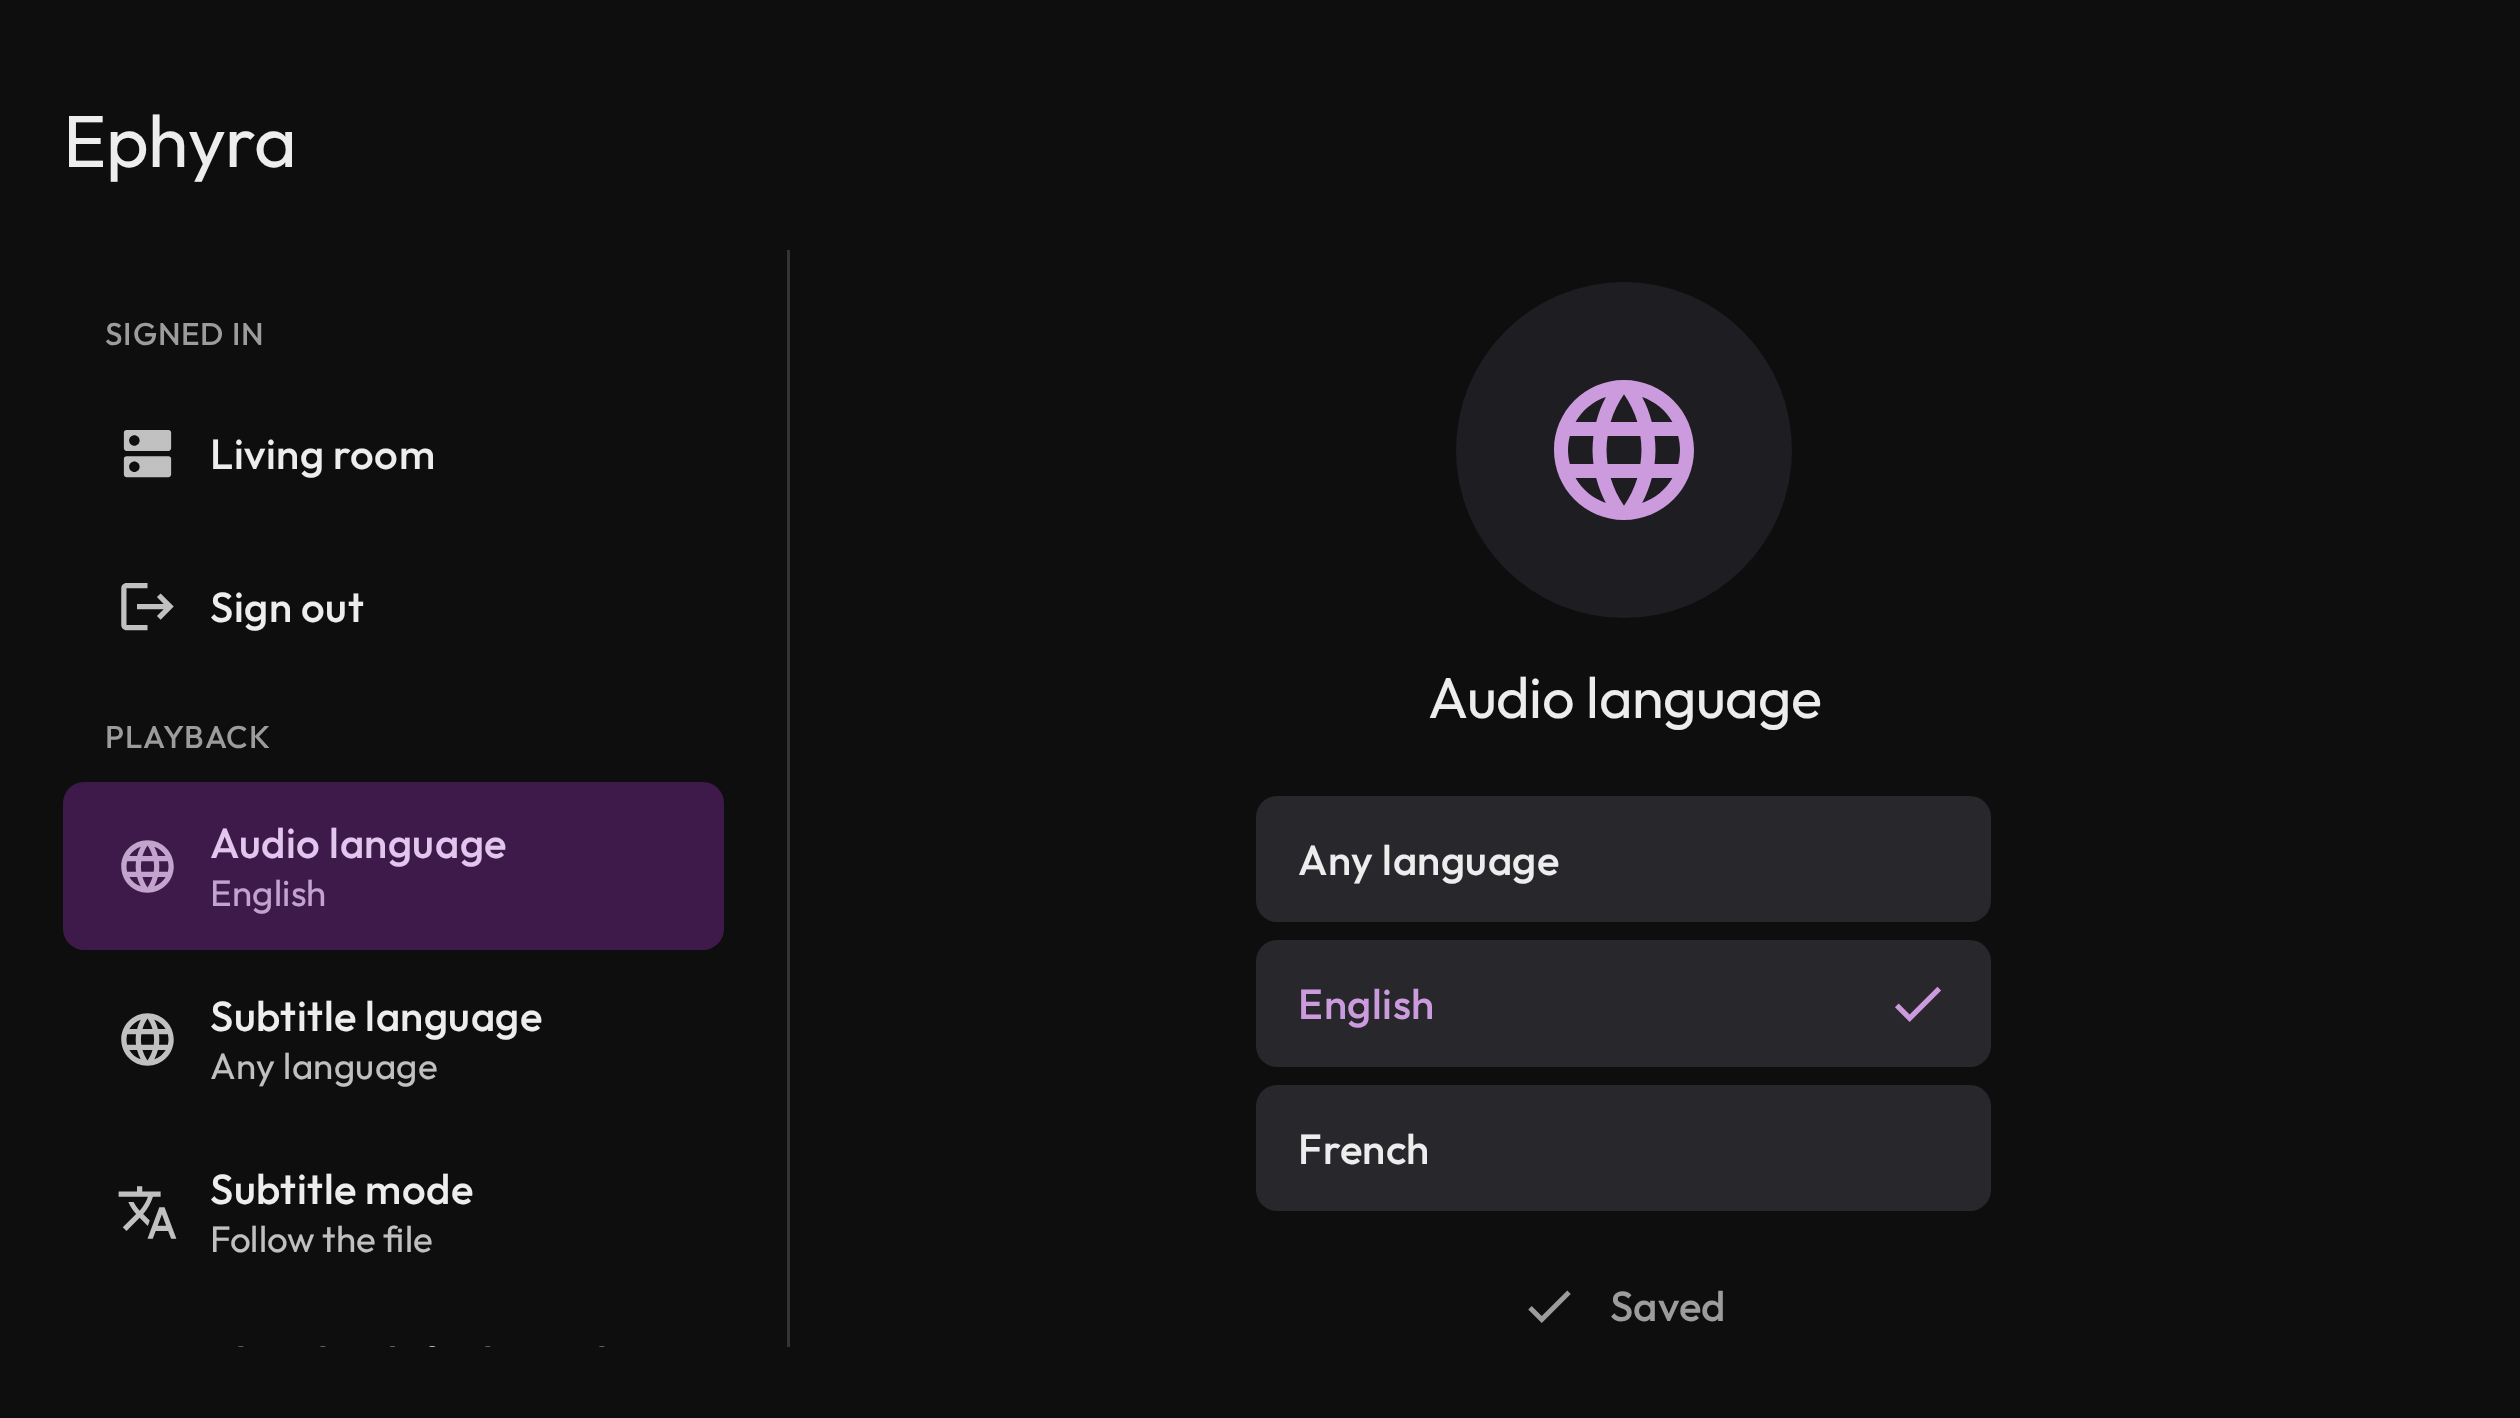 Ephyra
SIGNED IN
Living room
Sign out
PLAYBACK
Audio language
English
Subtitle language
Any language
Subtitle mode
Follow the file
Audio language
Any language
English
French
Saved